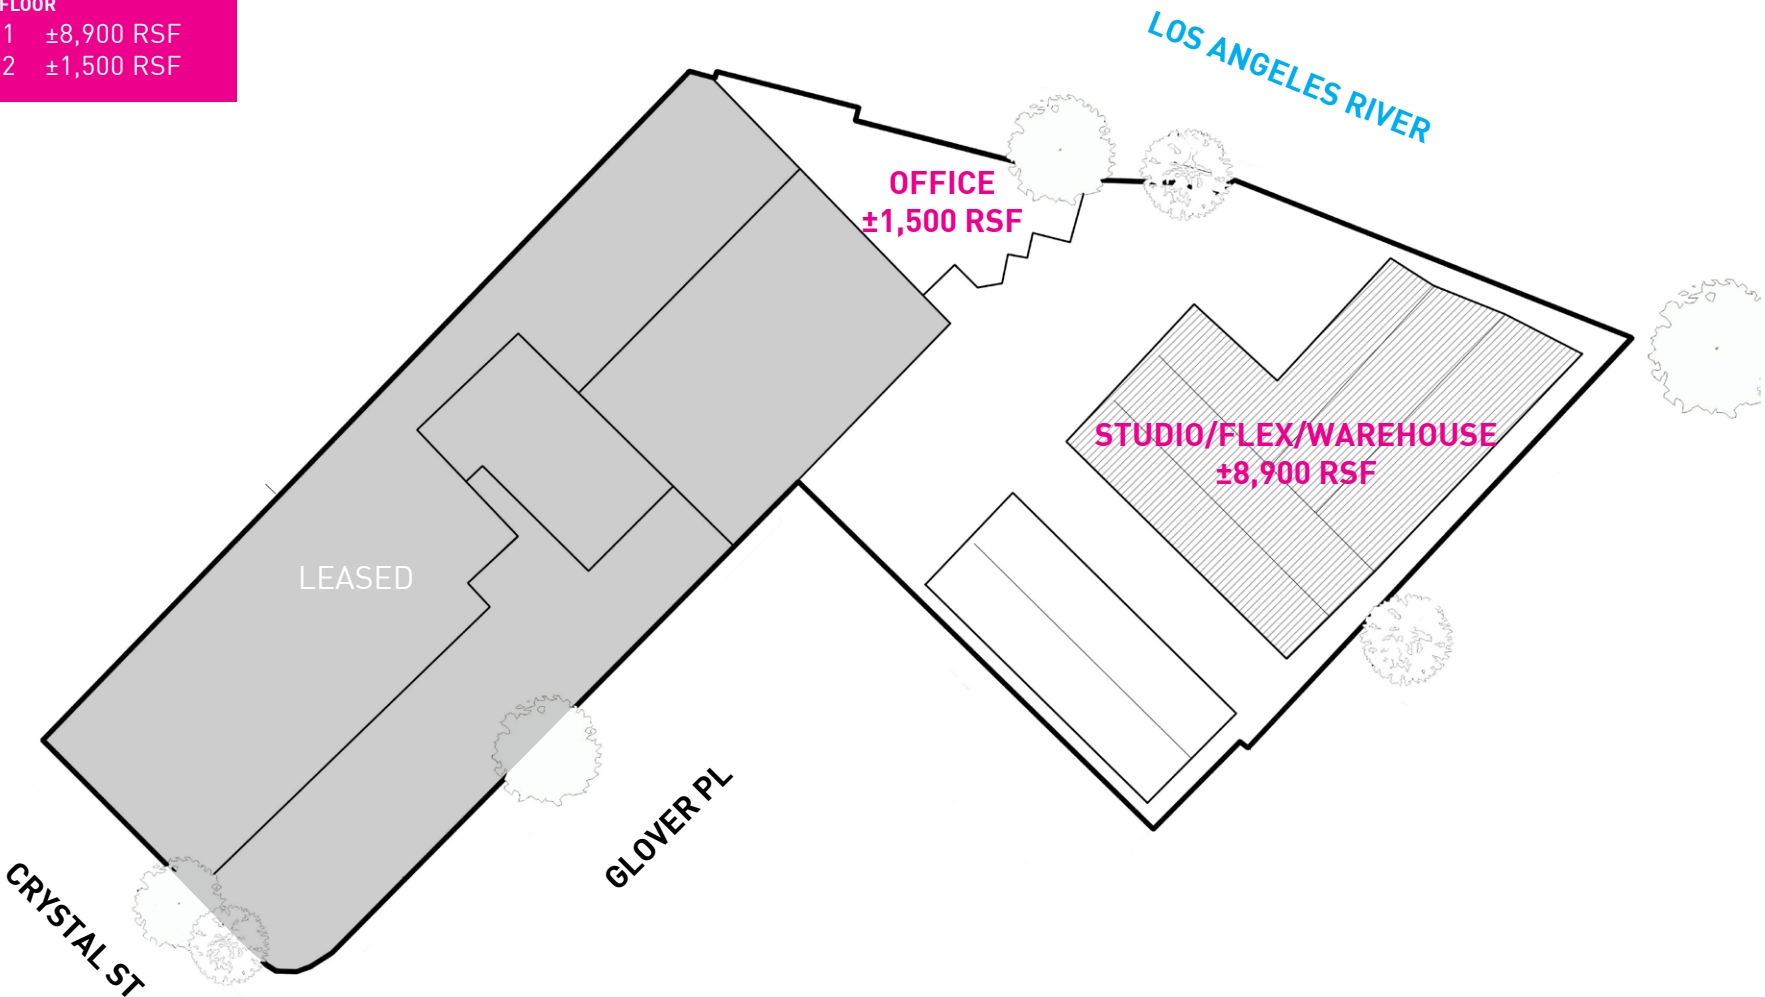 FLOOR
1 ±8,900 RSF
2 ±1,500 RSF
LOS ANGELES RIVER
OFFICE
±1,500 RSF
STUDIO/FLEX/WAREHOUSE
±8,900 RSF
LEASED
GLOVER PL
CRYSTAL ST